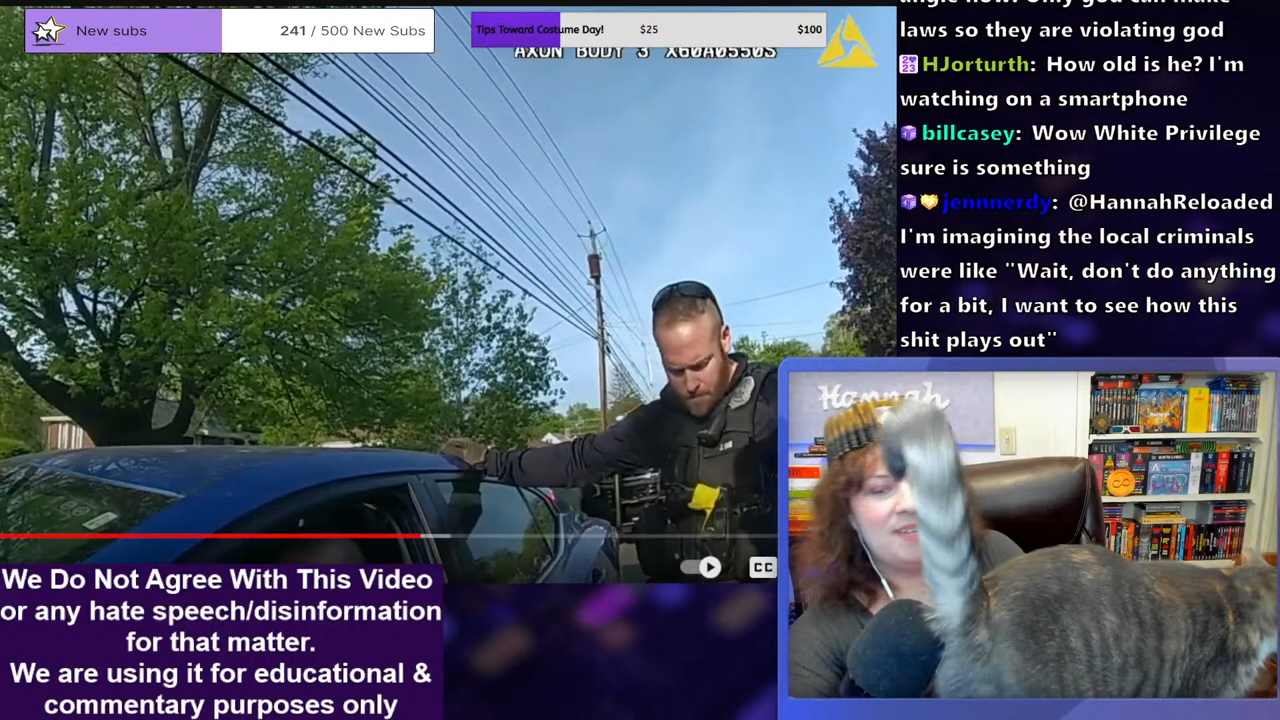 New subs
241 / 500 New Subs
Tips Toward Costume Day!
$25
$100
AXON BODY 3 X60A0550S
laws so they are violating god
HJorturth: How old is he? I'm
watching on a smartphone
billcasey: Wow White Privilege
sure is something
jennnerdy: @HannahReloaded
I'm imagining the local criminals
were like "Wait, don't do anything
for a bit, I want to see how this
shit plays out"
Hannah
CC
We Do Not Agree With This Video
or any hate speech/disinformation
for that matter.
We are using it for educational &
commentary purposes only